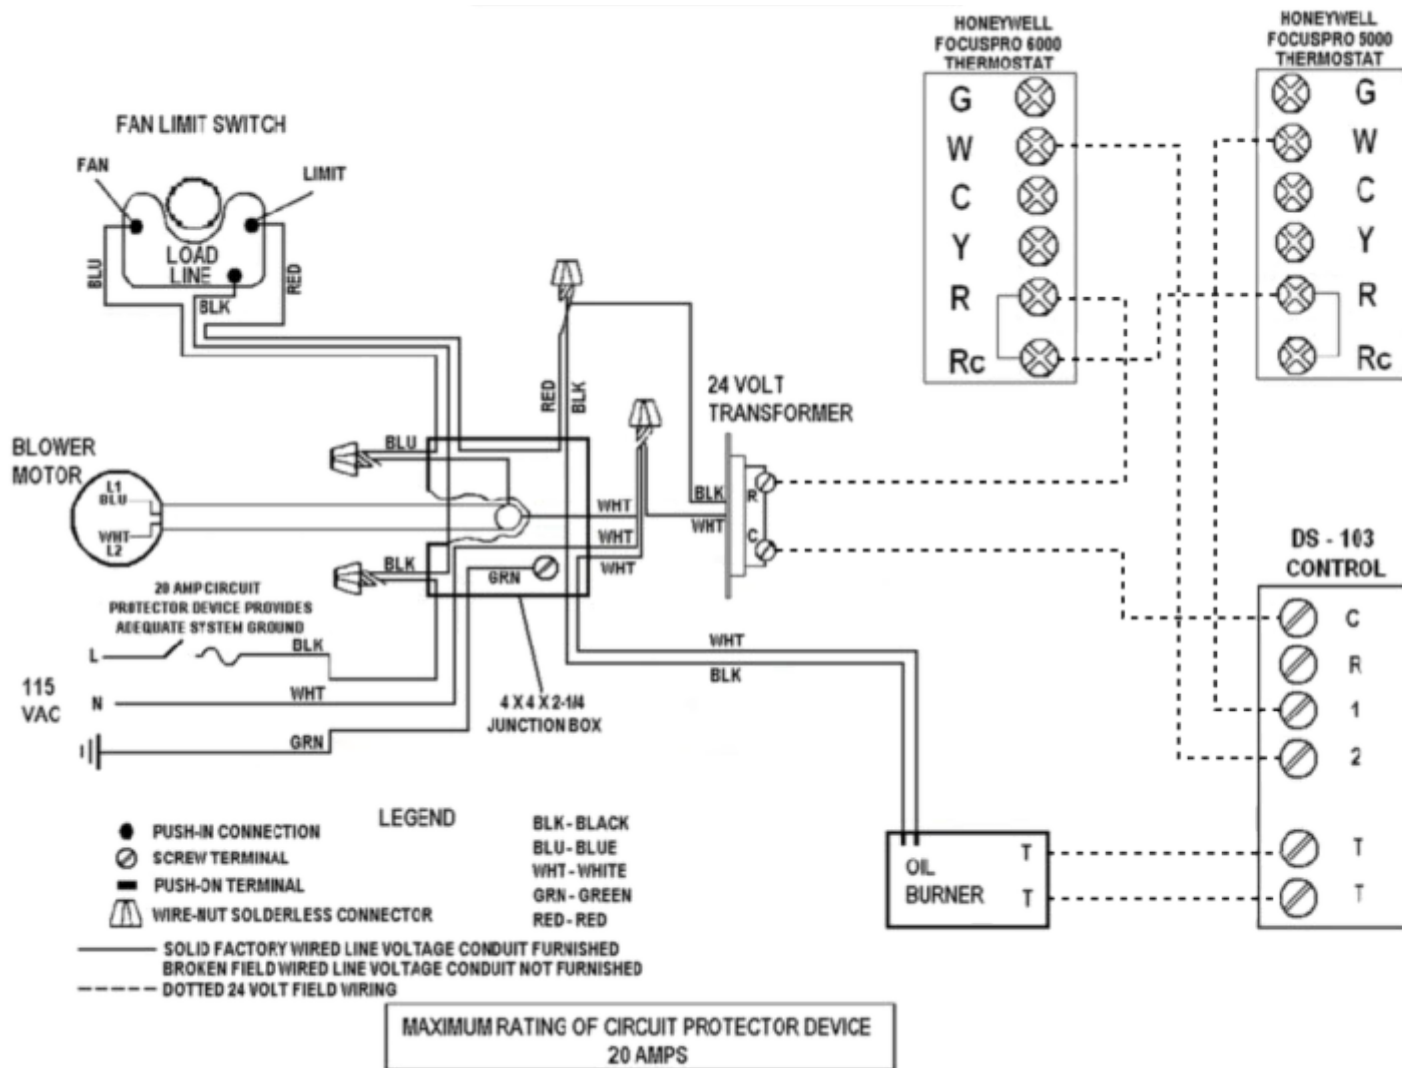 HONEYWELL
FOCUSPRO 6000
THERMOSTAT
G
W
C
Y
R
Rc
HONEYWELL
FOCUSPRO 5000
THERMOSTAT
G
W
C
Y
R
Rc
FAN LIMIT SWITCH
FAN
LIMIT
LOAD
LINE
BLU
BLK
RED
RED
BLK
24 VOLT
TRANSFORMER
BLK
R
WHT
C
BLOWER
MOTOR
L1
BLU
WHT
L2
BLU
WHT
WHT
WHT
BLK
GRN
20 AMP CIRCUIT
PROTECTOR DEVICE PROVIDES
ADEQUATE SYSTEM GROUND
L
BLK
115
VAC
N
WHT
GRN
4 X 4 X 2-1/4
JUNCTION BOX
WHT
BLK
DS - 103
CONTROL
C
R
1
2
T
T
OIL
BURNER
T
T
LEGEND
PUSH-IN CONNECTION
SCREW TERMINAL
PUSH-ON TERMINAL
WIRE-NUT SOLDERLESS CONNECTOR
BLK - BLACK
BLU - BLUE
WHT - WHITE
GRN - GREEN
RED - RED
SOLID FACTORY WIRED LINE VOLTAGE CONDUIT FURNISHED
BROKEN FIELD WIRED LINE VOLTAGE CONDUIT NOT FURNISHED
DOTTED 24 VOLT FIELD WIRING
MAXIMUM RATING OF CIRCUIT PROTECTOR DEVICE
20 AMPS